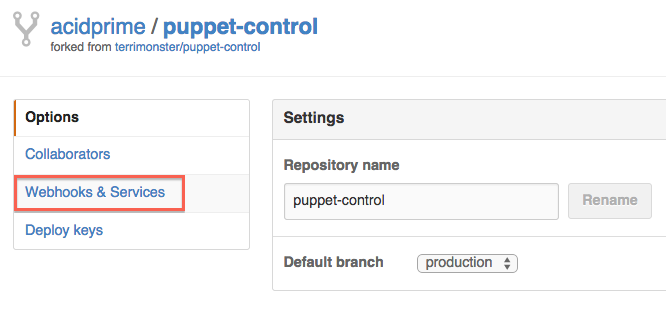 acidprime / puppet-control
forked from terrimonster/puppet-control
Options
Collaborators
Webhooks & Services
Deploy keys
Settings
Repository name
puppet-control
Rename
Default branch
production